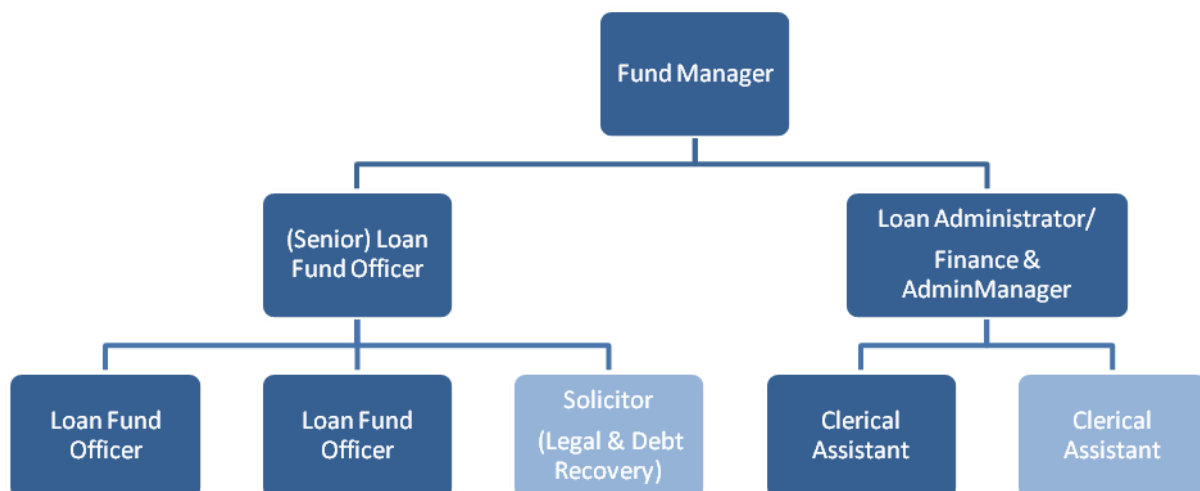 Fund Manager
(Senior) Loan
Fund Officer
Loan Administrator/
Finance &
AdminManager
Loan Fund
Officer
Loan Fund
Officer
Solicitor
(Legal & Debt
Recovery)
Clerical
Assistant
Clerical
Assistant